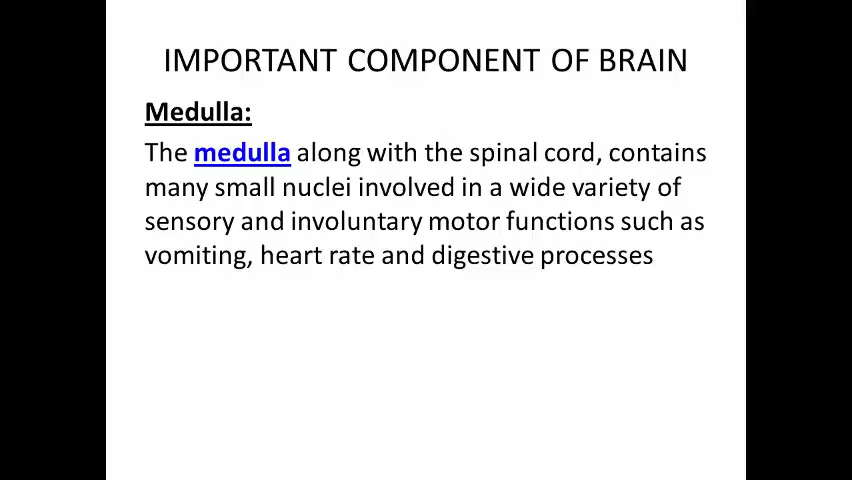 IMPORTANT COMPONENT OF BRAIN
Medulla:
The medulla along with the spinal cord, contains
many small nuclei involved in a wide variety of
sensory and involuntary motor functions such as
vomiting, heart rate and digestive processes